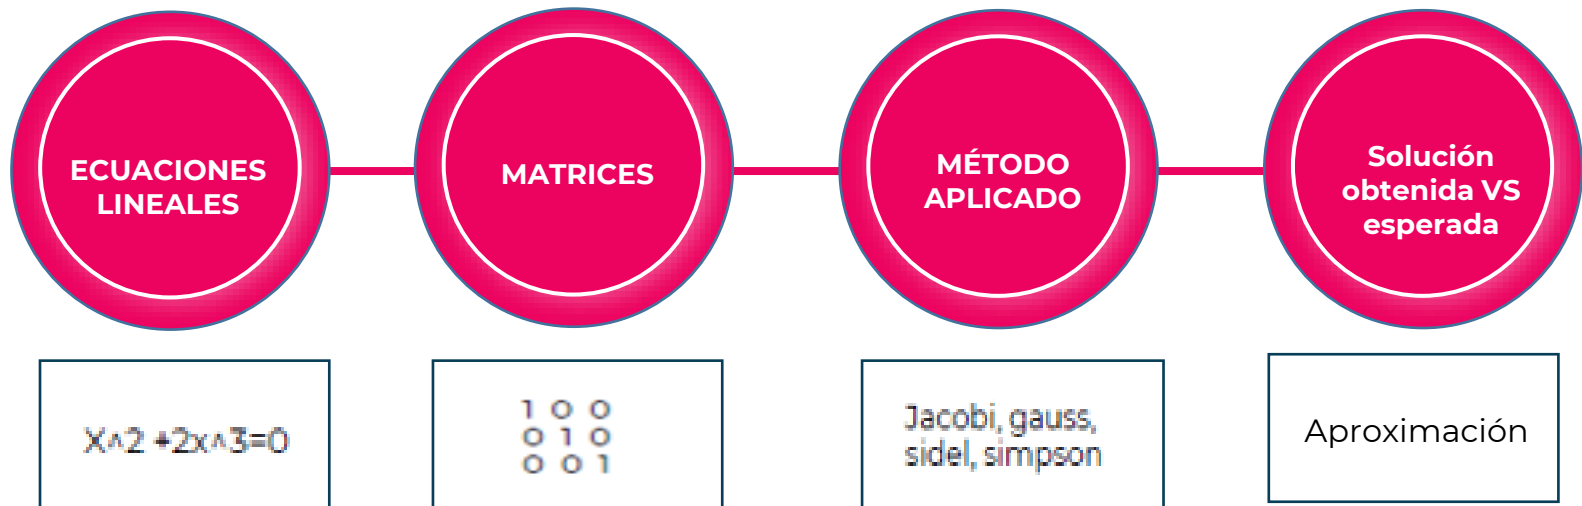 ECUACIONES
LINEALES
MATRICES
MÉTODO
APLICADO
Solución
obtenida VS
esperada
X^2 +2x^3=0
1 0 0
0 1 0
0 0 1
Jacobi, gauss,
sidel, simpson
Aproximación